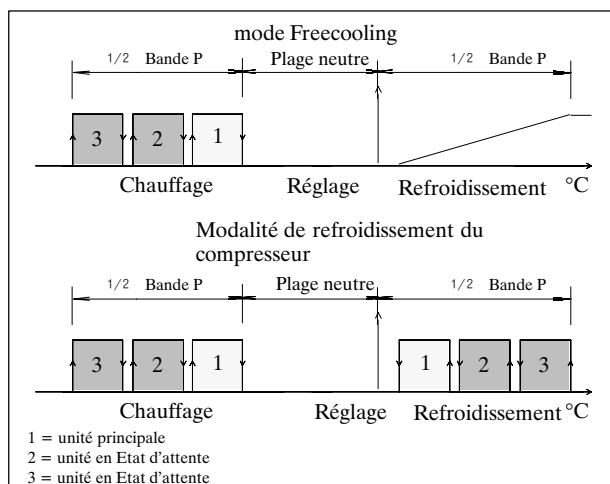 mode Freecooling
1/2 Bande P Plage neutre 1/2 Bande P
3 2 1
Chauffage Réglage Refroidissement °C
Modalité de refroidissement du
compresseur
1/2 Bande P Plage neutre 1/2 Bande P
3 2 1 1 2 3
Chauffage Réglage Refroidissement °C
1 = unité principale
2 = unité en Etat d'attente
3 = unité en Etat d'attente